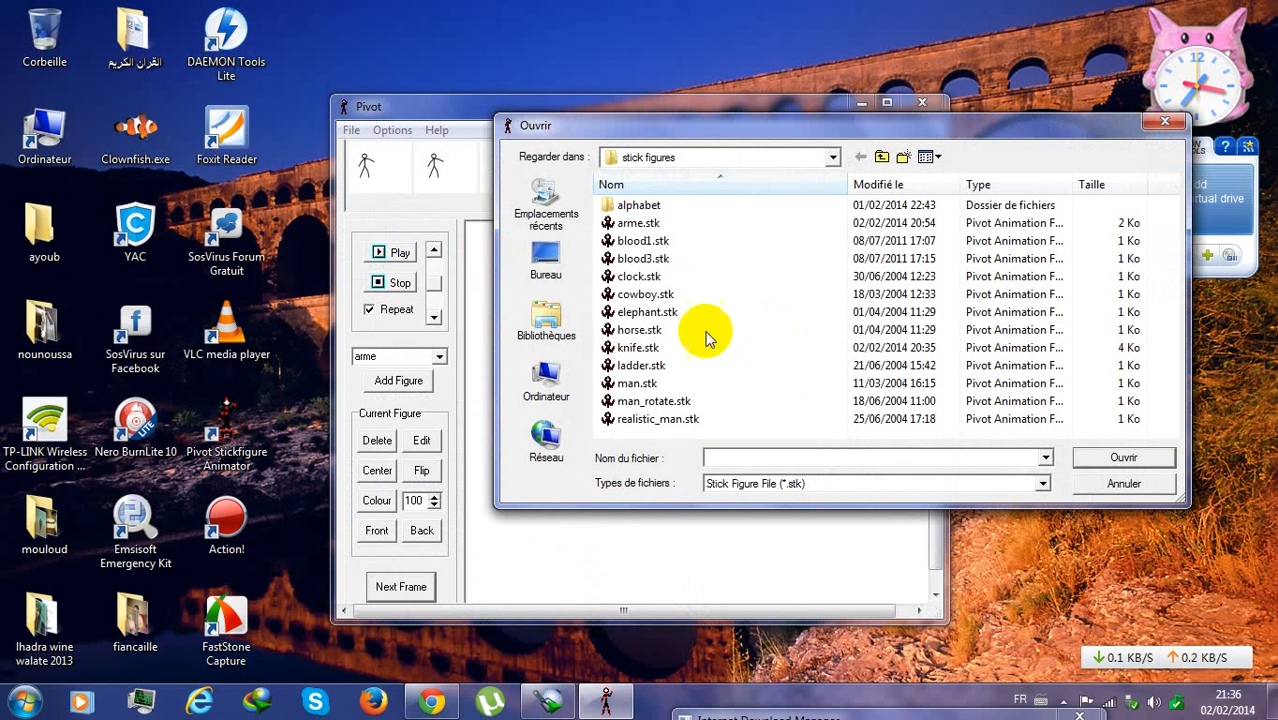 Corbeille
القرآن الكريم
DAEMON Tools
Lite
Ordinateur
Clownfish.exe
Foxit Reader
ayoub
YAC
SosVirus Forum
Gratuit
nounoussa
SosVirus sur
Facebook
VLC media player
TP-LINK Wireless
Configuration ...
Nero BurnLite 10
Pivot Stickfigure
Animator
mouloud
Emsisoft
Emergency Kit
Action!
lhadra wine
walate 2013
fiancaille
FastStone
Capture
Pivot
File Options Help
Play
Stop
Repeat
arme
Add Figure
Current Figure
Delete Edit
Center Flip
Colour 100
Front Back
Next Frame
Ouvrir
Regarder dans : stick figures
Emplacements
récents
Bureau
Bibliothèques
Ordinateur
Réseau
Nom Modifié le Type Taille
alphabet 01/02/2014 22:43 Dossier de fichiers
arme.stk 02/02/2014 20:54 Pivot Animation F... 2 Ko
blood1.stk 08/07/2011 17:07 Pivot Animation F... 1 Ko
blood3.stk 08/07/2011 17:15 Pivot Animation F... 1 Ko
clock.stk 30/06/2004 12:23 Pivot Animation F... 1 Ko
cowboy.stk 18/03/2004 12:33 Pivot Animation F... 1 Ko
elephant.stk 01/04/2004 11:29 Pivot Animation F... 1 Ko
horse.stk 01/04/2004 11:29 Pivot Animation F... 1 Ko
knife.stk 02/02/2014 20:35 Pivot Animation F... 4 Ko
ladder.stk 21/06/2004 15:42 Pivot Animation F... 1 Ko
man.stk 11/03/2004 16:15 Pivot Animation F... 1 Ko
man_rotate.stk 18/06/2004 11:00 Pivot Animation F... 1 Ko
realistic_man.stk 25/06/2004 17:18 Pivot Animation F... 1 Ko
Nom du fichier : Ouvrir
Types de fichiers : Stick Figure File (*.stk) Annuler
12
dd
irtual drive
0.1 KB/S 0.2 KB/S
FR
21:36
02/02/2014
Internet Download Manager